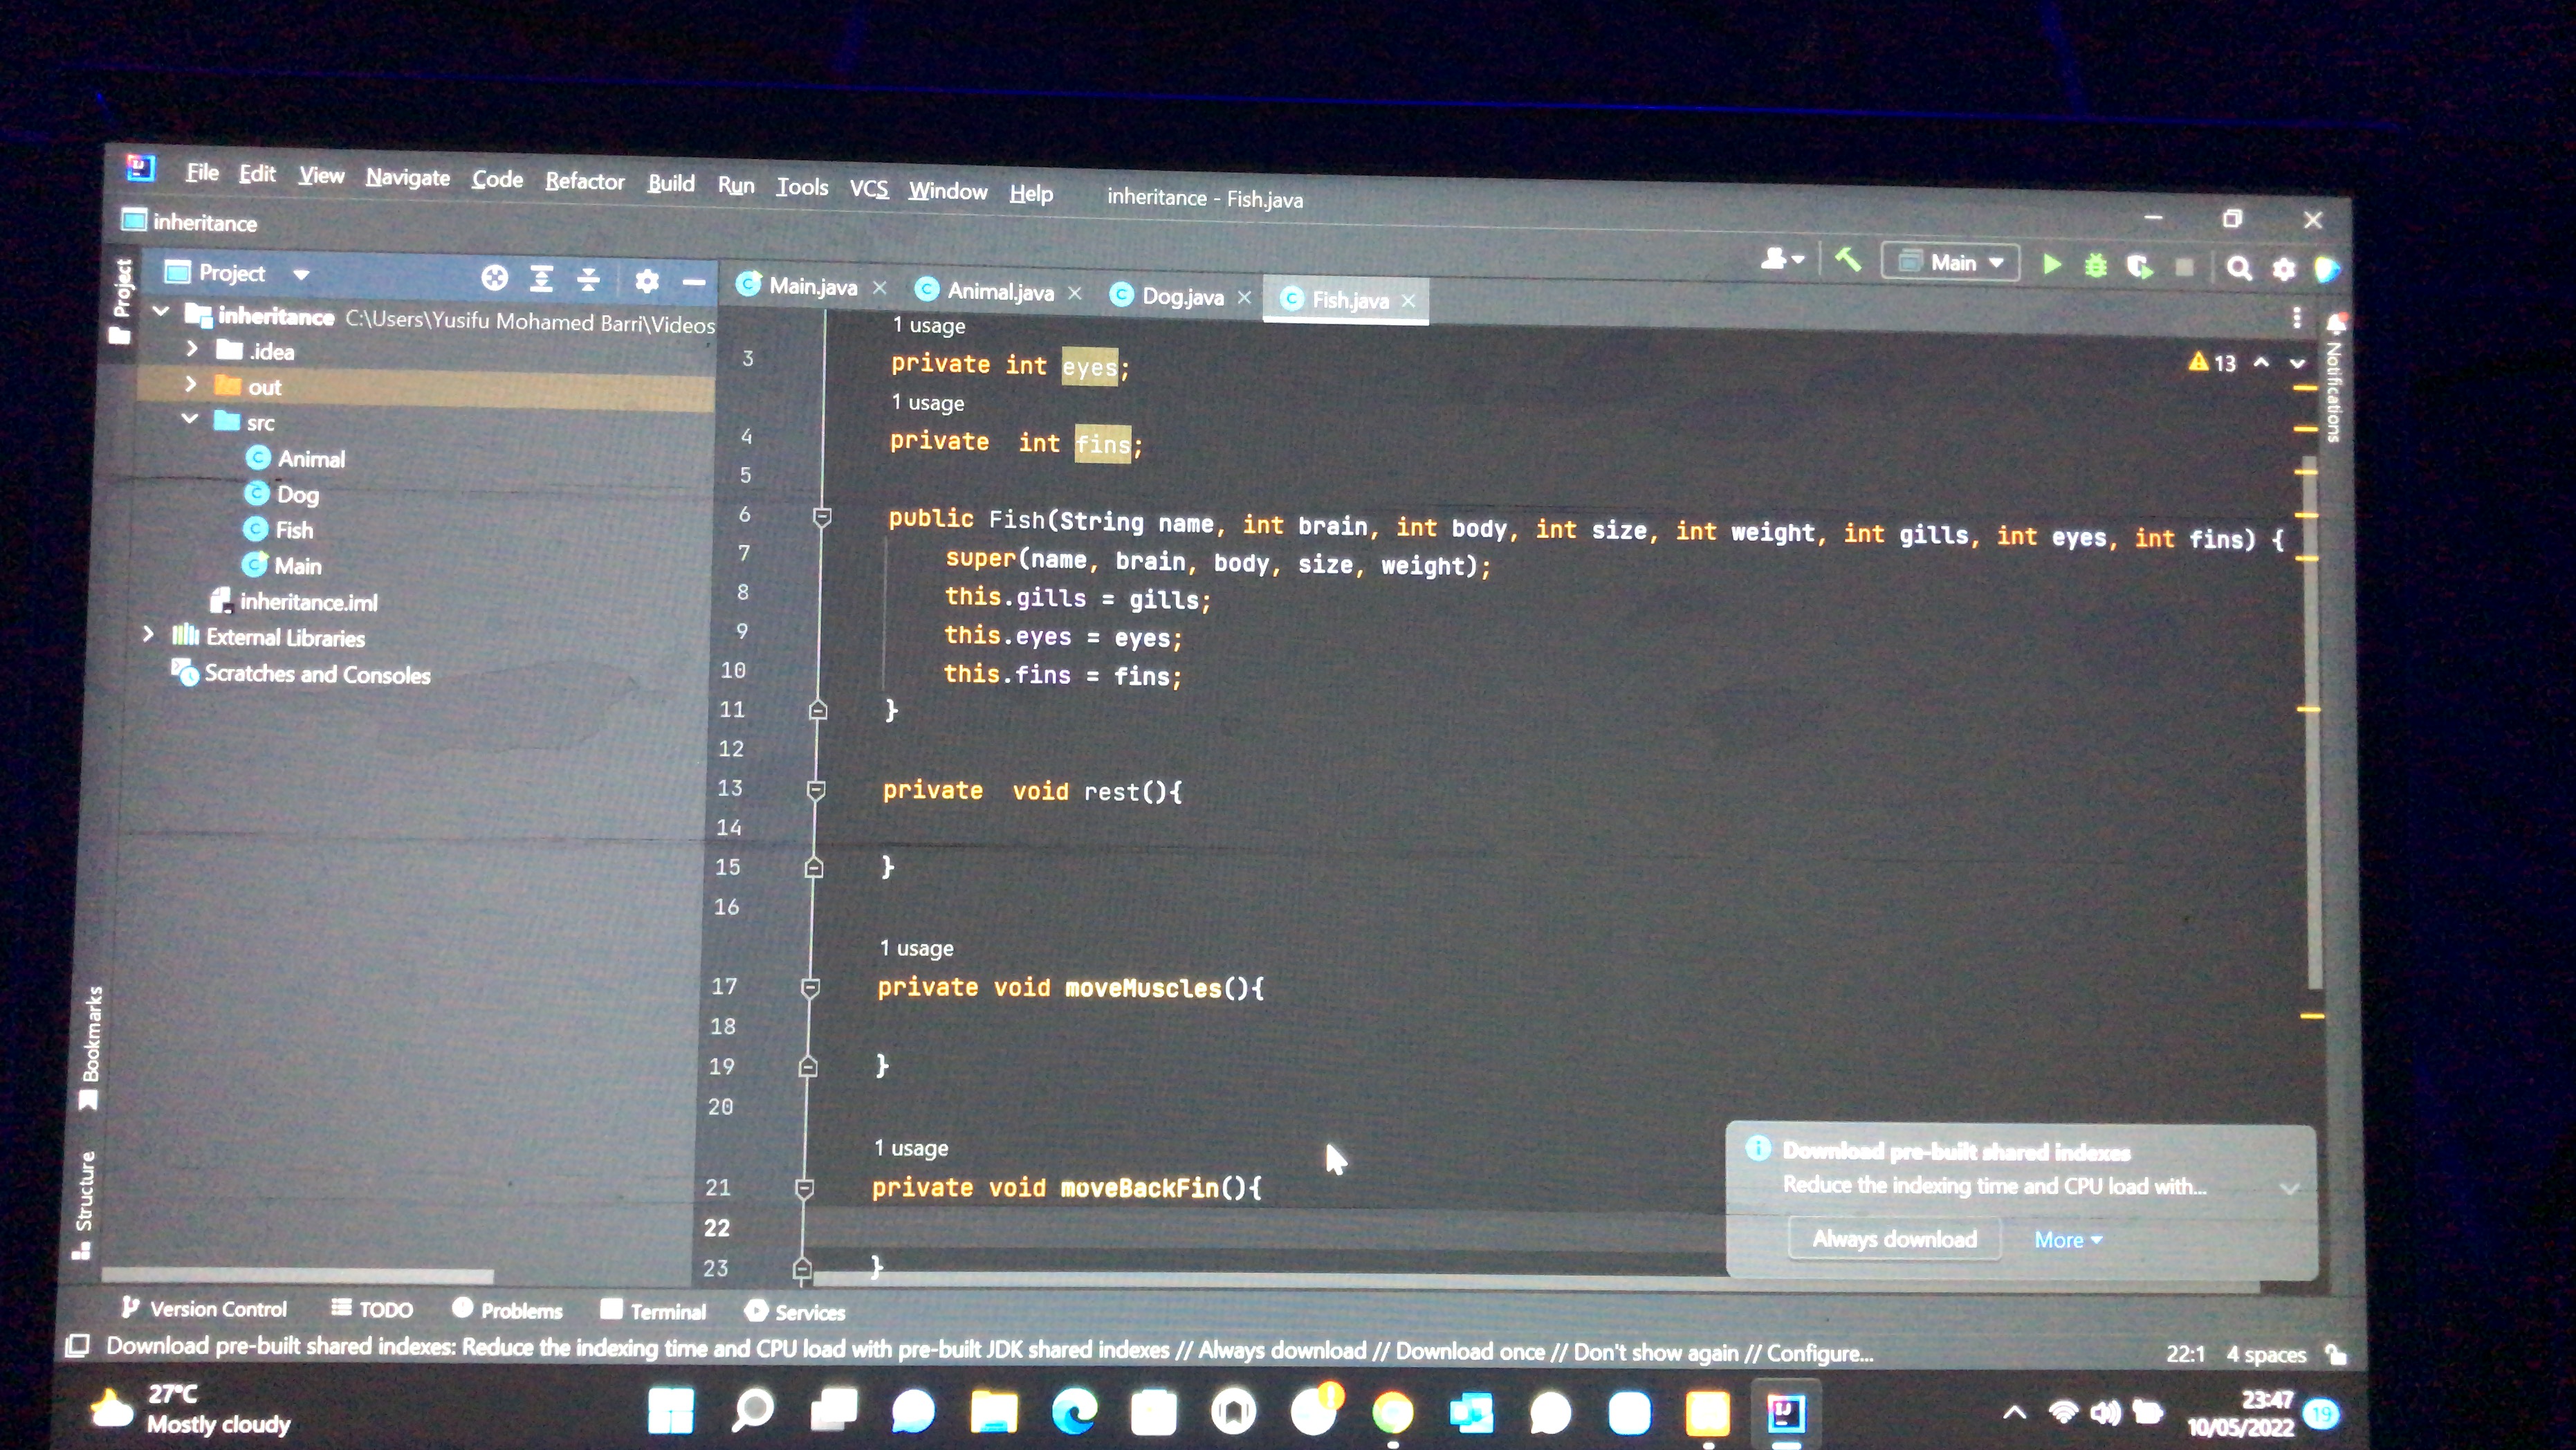 File Edit View Navigate Code Refactor Build Run Tools VCS Window Help inheritance - Fish.java
inheritance
Main
Project
Main.java Animal.java Dog.java Fish.java
Project
inheritance C:\Users\Yusifu Mohamed Barri\Videos
.idea
out
src
Animal
Dog
Fish
Main
inheritance.iml
External Libraries
Scratches and Consoles
Bookmarks
Structure
1 usage
3 private int eyes;
1 usage
4 private  int fins;
5
6 public Fish(String name, int brain, int body, int size, int weight, int gills, int eyes, int fins) {
7 super(name, brain, body, size, weight);
8 this.gills = gills;
9 this.eyes = eyes;
10 this.fins = fins;
11 }
12
13 private  void rest(){
14
15 }
16
1 usage
17 private void moveMuscles(){
18
19 }
20
1 usage
21 private void moveBackFin(){
22
23 }
13
Notifications
Download pre-built shared indexes
Reduce the indexing time and CPU load with...
Always download More
Version Control TODO Problems Terminal Services
Download pre-built shared indexes: Reduce the indexing time and CPU load with pre-built JDK shared indexes // Always download // Download once // Don't show again // Configure...
22:1 4 spaces
27°C
Mostly cloudy
23:47
10/05/2022
19